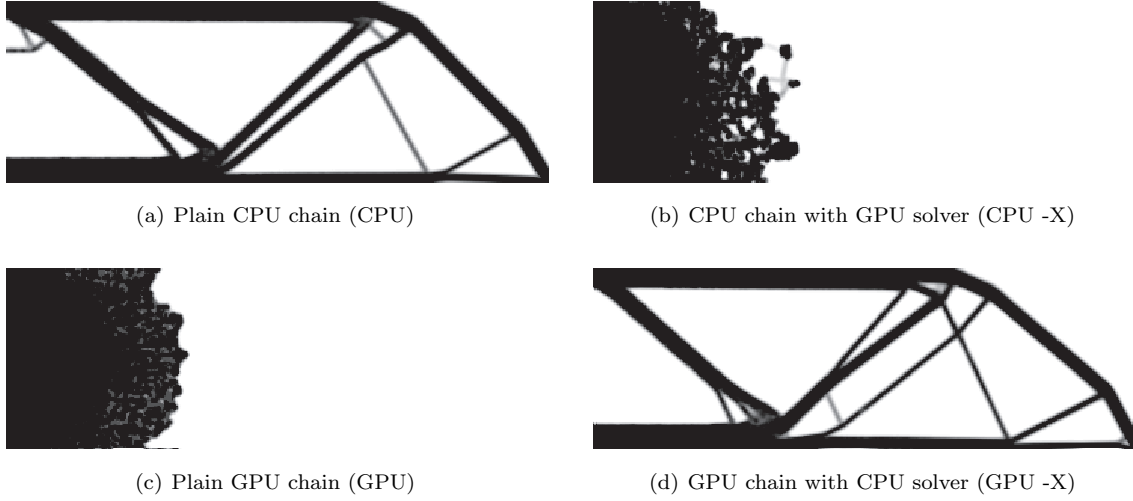 (a) Plain CPU chain (CPU)
(b) CPU chain with GPU solver (CPU -X)
(c) Plain GPU chain (GPU)
(d) GPU chain with CPU solver (GPU -X)